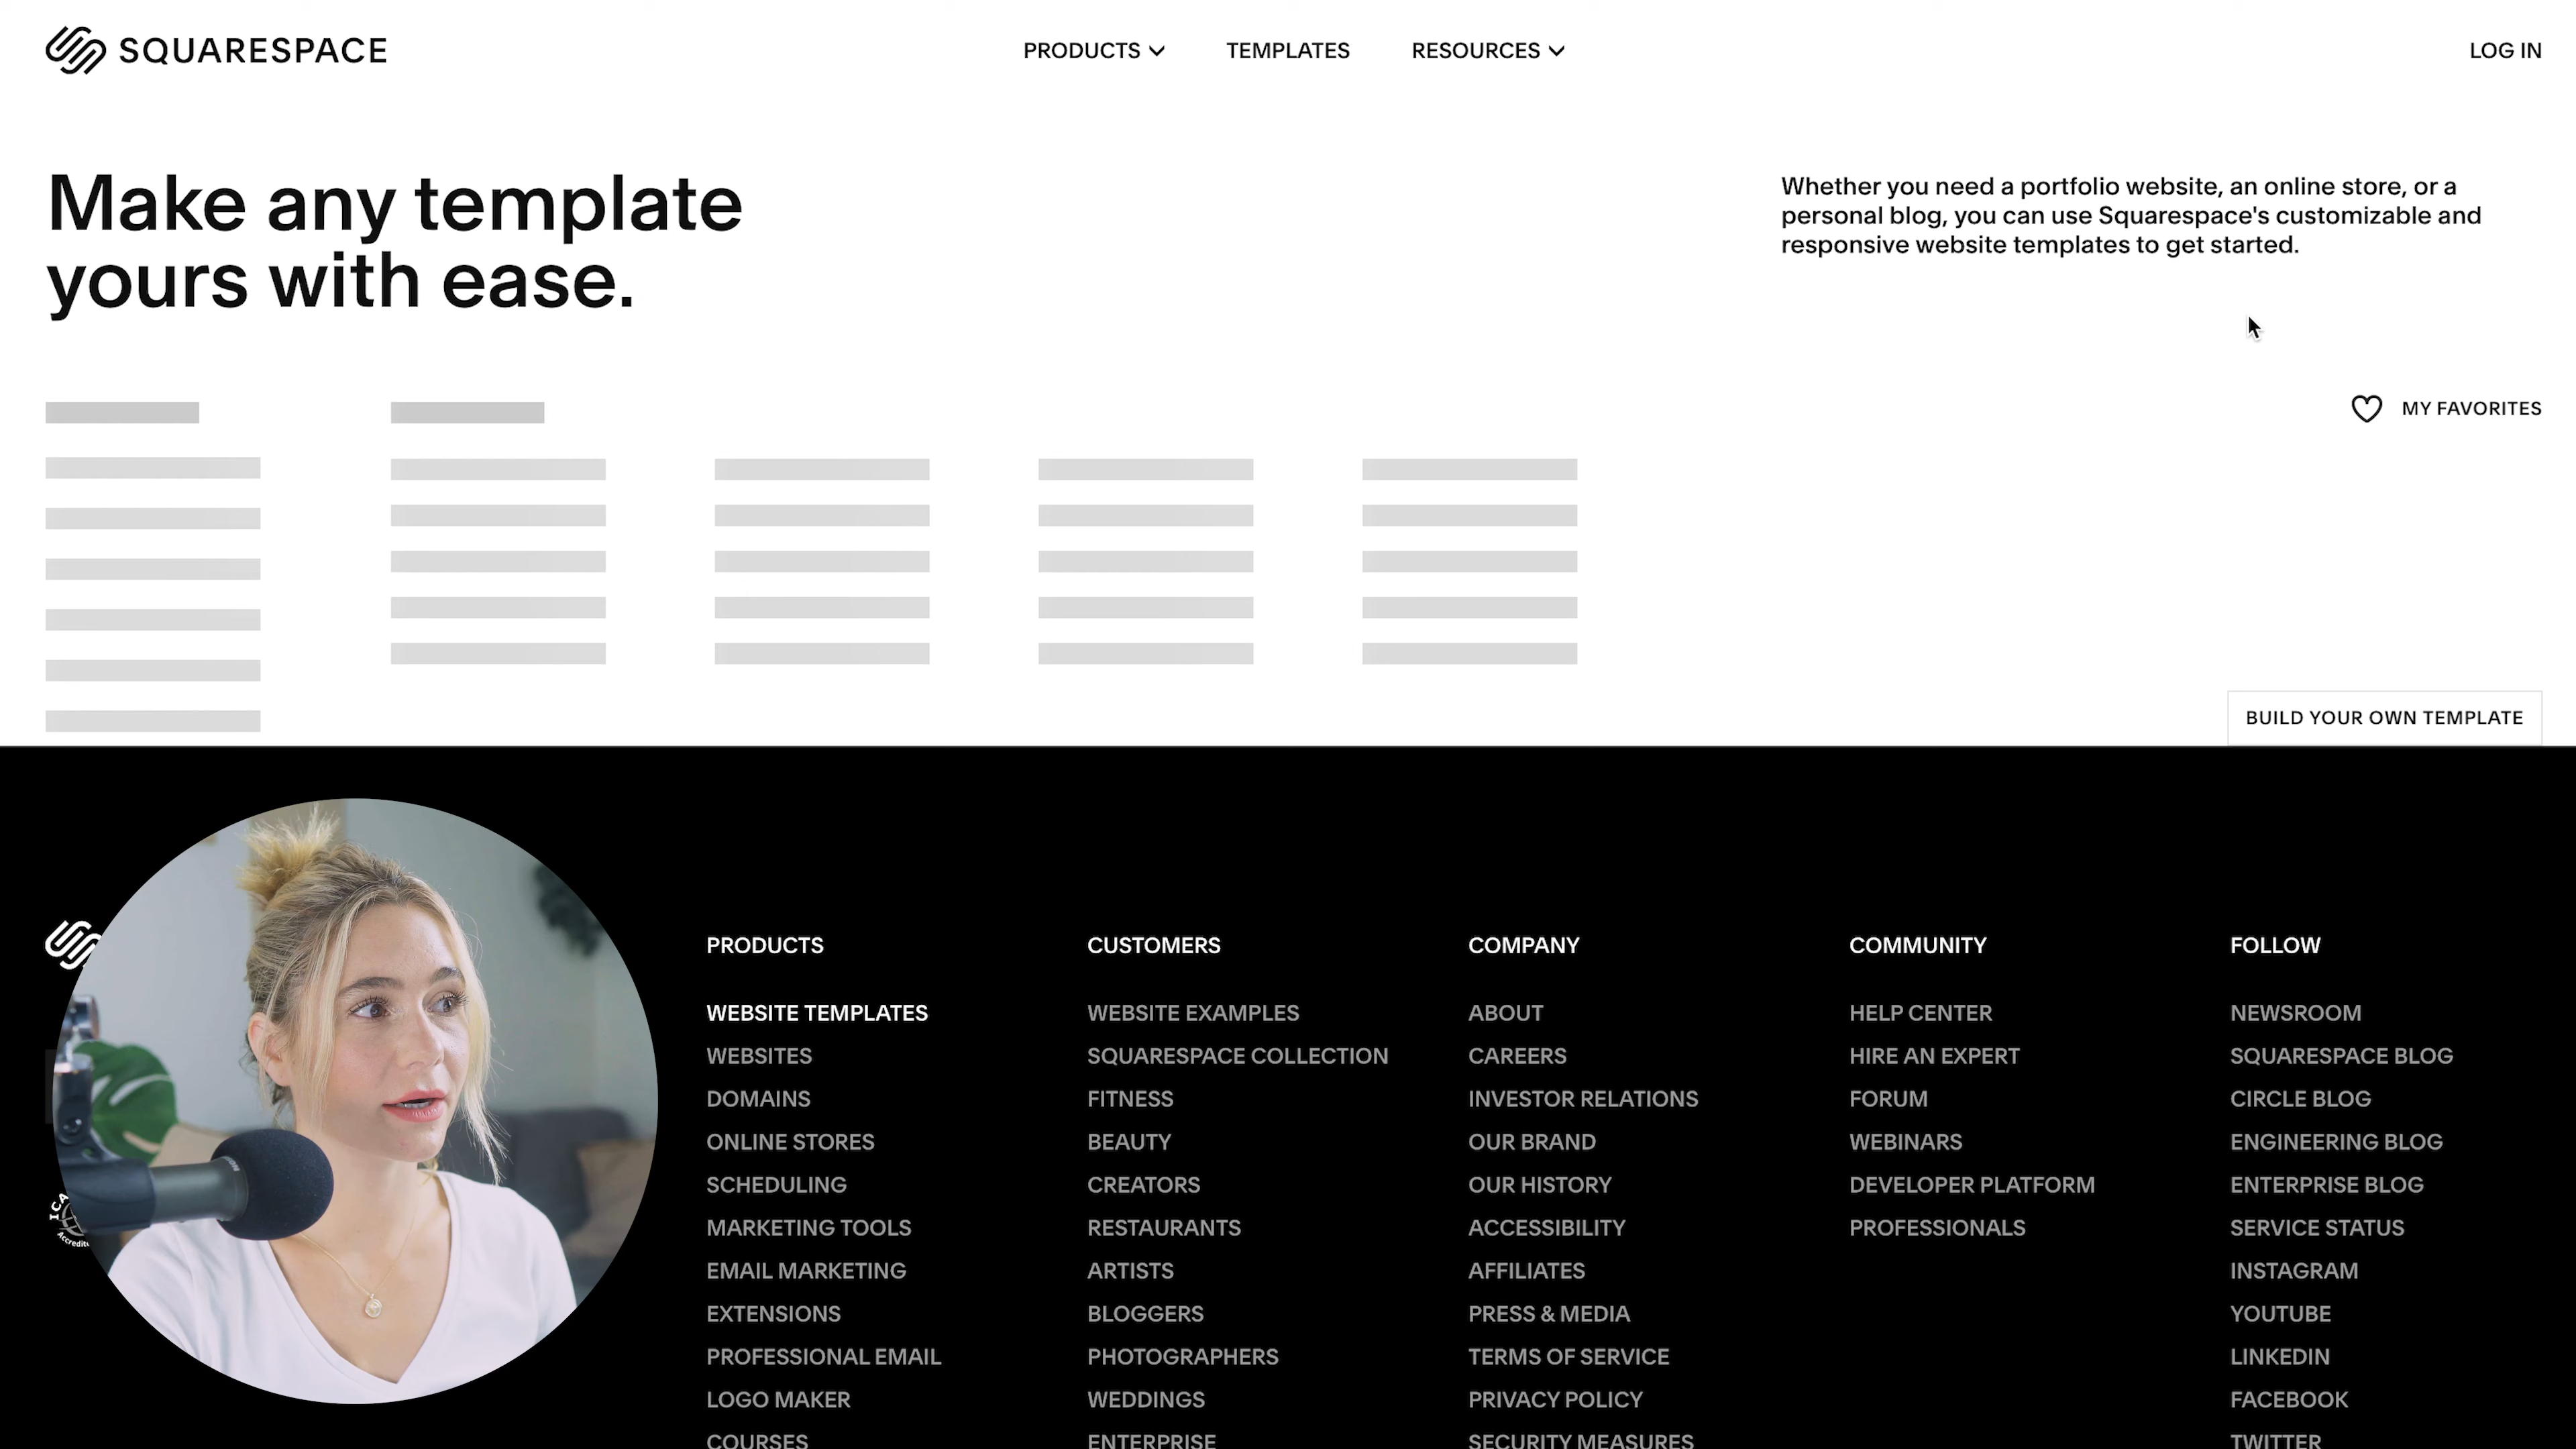 SQUARESPACE
PRODUCTS
TEMPLATES
RESOURCES
LOG IN
Make any template
yours with ease.
Whether you need a portfolio website, an online store, or a
personal blog, you can use Squarespace's customizable and
responsive website templates to get started.
MY FAVORITES
BUILD YOUR OWN TEMPLATE
PRODUCTS
WEBSITE TEMPLATES
WEBSITES
DOMAINS
ONLINE STORES
SCHEDULING
MARKETING TOOLS
EMAIL MARKETING
EXTENSIONS
PROFESSIONAL EMAIL
LOGO MAKER
COURSES
CUSTOMERS
WEBSITE EXAMPLES
SQUARESPACE COLLECTION
FITNESS
BEAUTY
CREATORS
RESTAURANTS
ARTISTS
BLOGGERS
PHOTOGRAPHERS
WEDDINGS
ENTERPRISE
COMPANY
ABOUT
CAREERS
INVESTOR RELATIONS
OUR BRAND
OUR HISTORY
ACCESSIBILITY
AFFILIATES
PRESS & MEDIA
TERMS OF SERVICE
PRIVACY POLICY
SECURITY MEASURES
COMMUNITY
HELP CENTER
HIRE AN EXPERT
FORUM
WEBINARS
DEVELOPER PLATFORM
PROFESSIONALS
FOLLOW
NEWSROOM
SQUARESPACE BLOG
CIRCLE BLOG
ENGINEERING BLOG
ENTERPRISE BLOG
SERVICE STATUS
INSTAGRAM
YOUTUBE
LINKEDIN
FACEBOOK
TWITTER